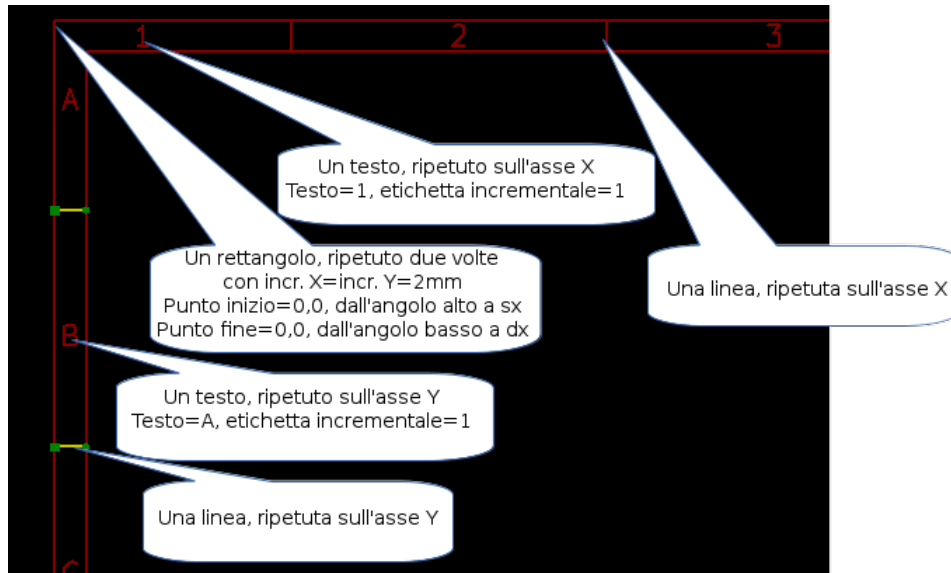 1
2
3
A
Un testo, ripetuto sull'asse X
Testo=1, etichetta incrementale=1
Un rettangolo, ripetuto due volte
con incr. X=incr. Y=2mm
Punto inizio=0,0, dall'angolo alto a sx
Punto fine=0,0, dall'angolo basso a dx
Una linea, ripetuta sull'asse X
B
Un testo, ripetuto sull'asse Y
Testo=A, etichetta incrementale=1
Una linea, ripetuta sull'asse Y
C